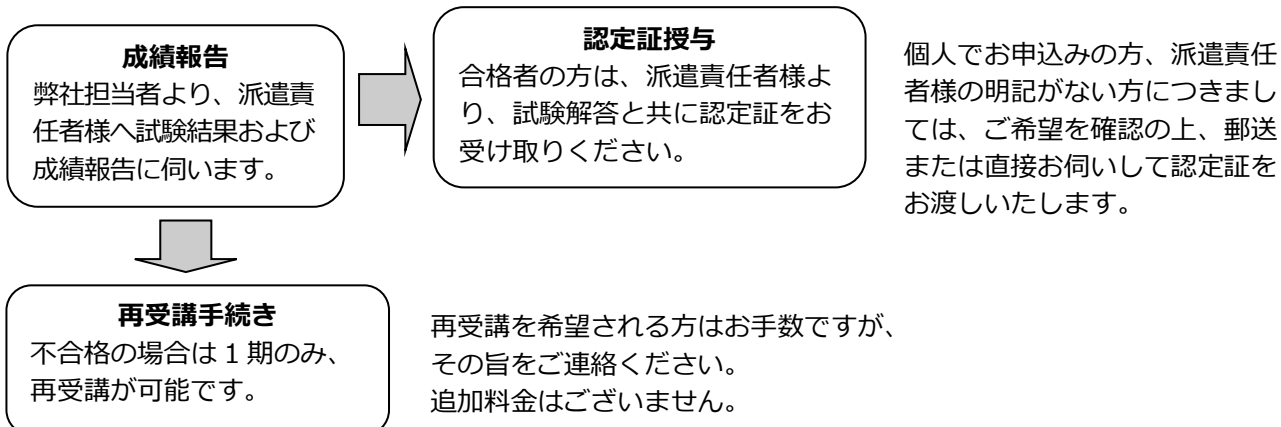 成績報告
弊社担当者より、派遣責
任者様へ試験結果および
成績報告に伺います。
認定証授与
合格者の方は、派遣責任者様よ
り、試験解答と共に認定証をお
受け取りください。
個人でお申込みの方、派遣責任
者様の明記がない方につきまし
ては、ご希望を確認の上、郵送
または直接お伺いして認定証を
お渡しいたします。
再受講手続き
不合格の場合は 1 期のみ、
再受講が可能です。
再受講を希望される方はお手数ですが、
その旨をご連絡ください。
追加料金はございません。